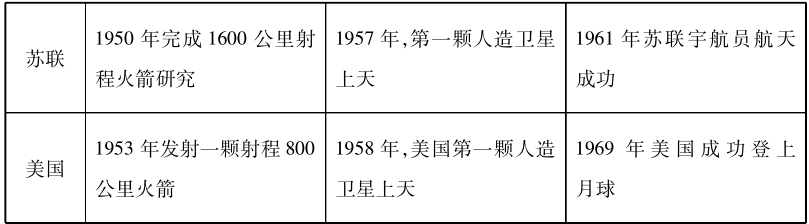 苏联
1950 年完成 1600 公里射
程火箭研究
1957 年,第一颗人造卫星
上天
1961 年苏联宇航员航天
成功
美国
1953 年发射一颗射程 800
公里火箭
1958 年,美国第一颗人造
卫星上天
1969 年美国成功登上
月球